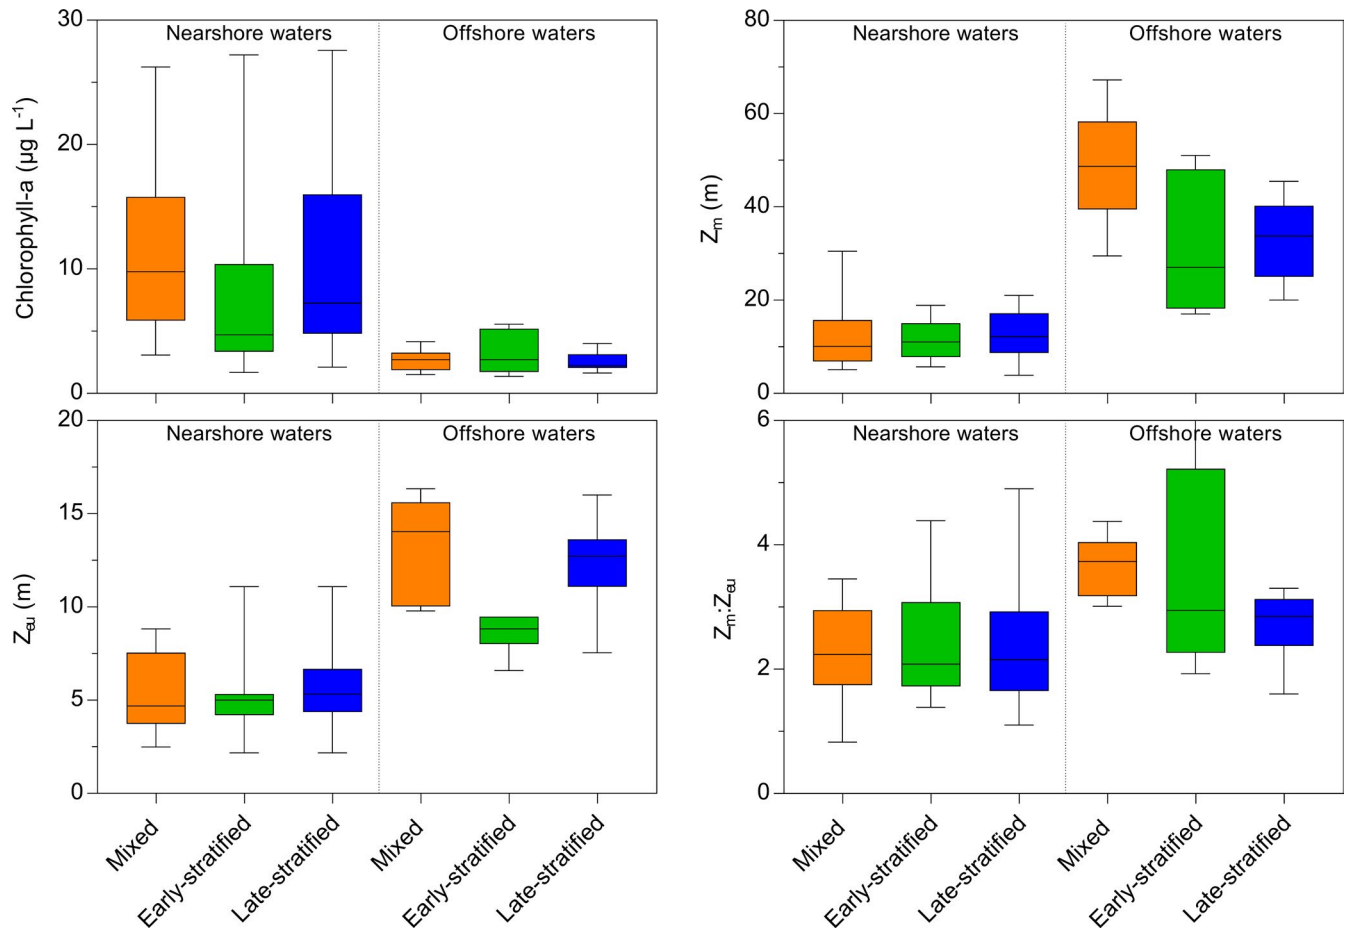 Nearshore waters Offshore waters
Chlorophyll-a (µg L⁻¹)
30
20
10
0
Nearshore waters Offshore waters
Zₘ (m)
80
60
40
20
0
Nearshore waters Offshore waters
Zₑᵤ (m)
20
15
10
5
0
Mixed
Early-stratified
Late-stratified
Mixed
Early-stratified
Late-stratified
Nearshore waters Offshore waters
Zₘ:Zₑᵤ
6
4
2
0
Mixed
Early-stratified
Late-stratified
Mixed
Early-stratified
Late-stratified